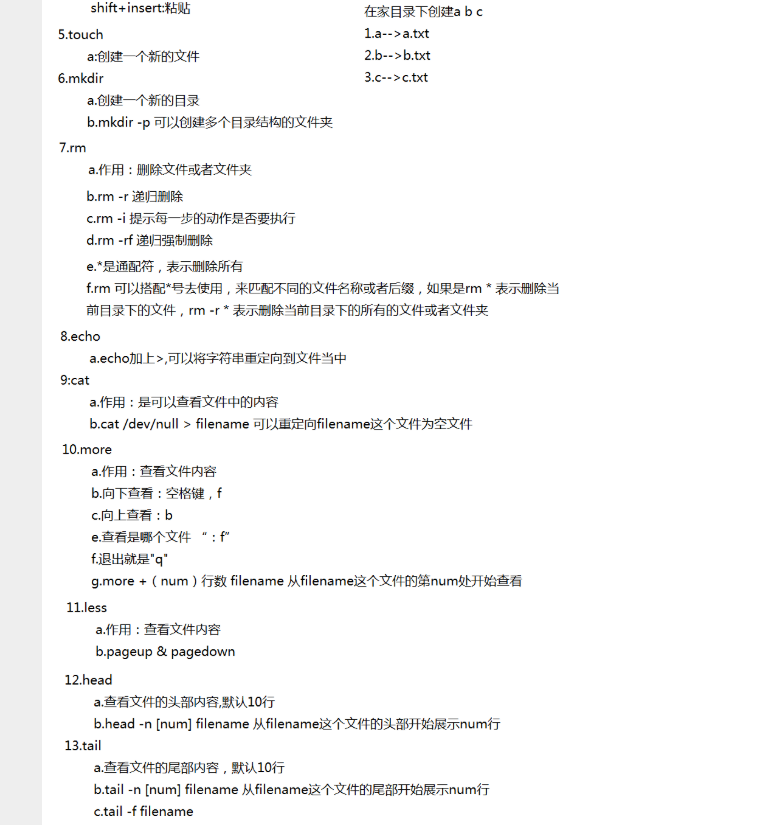 shift+insert:粘贴
5.touch
a:创建一个新的文件
6.mkdir
a.创建一个新的目录
b.mkdir -p 可以创建多个目录结构的文件夹
在家目录下创建a b c
1.a-->a.txt
2.b-->b.txt
3.c-->c.txt
7.rm
a.作用：删除文件或者文件夹
b.rm -r 递归删除
c.rm -i 提示每一步的动作是否要执行
d.rm -rf 递归强制删除
e.*是通配符，表示删除所有
f.rm 可以搭配*号去使用，来匹配不同的文件名称或者后缀，如果是rm * 表示删除当
前目录下的文件，rm -r * 表示删除当前目录下的所有的文件或者文件夹
8.echo
a.echo加上>,可以将字符串重定向到文件当中
9:cat
a.作用：是可以查看文件中的内容
b.cat /dev/null > filename 可以重定向filename这个文件为空文件
10.more
a.作用：查看文件内容
b.向下查看：空格键，f
c.向上查看：b
e.查看是哪个文件 “：f”
f.退出就是"q"
g.more +（num）行数 filename 从filename这个文件的第num处开始查看
11.less
a.作用：查看文件内容
b.pageup & pagedown
12.head
a.查看文件的头部内容,默认10行
b.head -n [num] filename 从filename这个文件的头部开始展示num行
13.tail
a.查看文件的尾部内容，默认10行
b.tail -n [num] filename 从filename这个文件的尾部开始展示num行
c.tail -f filename